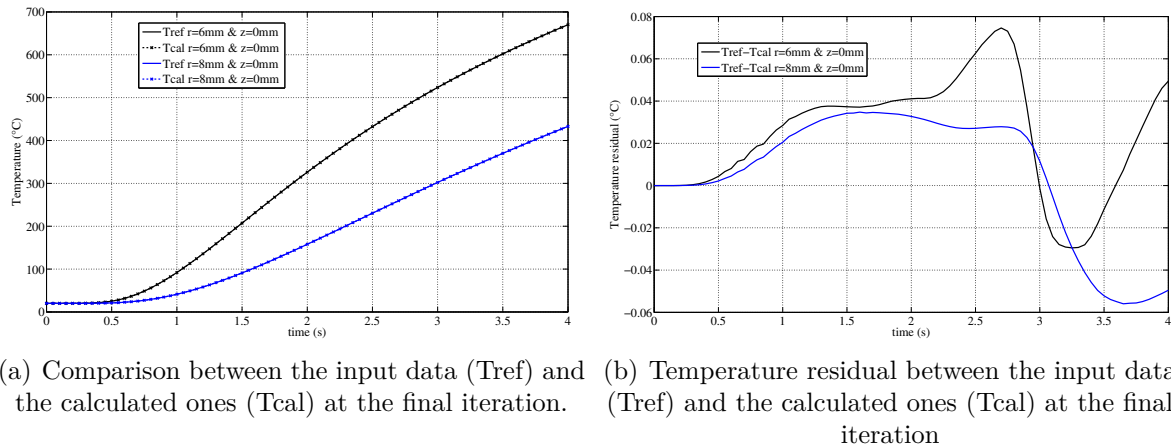 700
600
500
400
300
200
100
0
Temperature (°C)
Tref r=6mm & z=0mm
Tcal r=6mm & z=0mm
Tref r=8mm & z=0mm
Tcal r=8mm & z=0mm
0 0.5 1 1.5 2 2.5 3 3.5 4
time (s)
0.08
0.06
0.04
0.02
0
−0.02
−0.04
−0.06
Temperature residual (°C)
Tref−Tcal r=6mm & z=0mm
Tref−Tcal r=8mm & z=0mm
0 0.5 1 1.5 2 2.5 3 3.5 4
time (s)
a) Comparison between the input data (Tref) and
the calculated ones (Tcal) at the final iteration.
(b) Temperature residual between the input data
(Tref) and the calculated ones (Tcal) at the final
iteration